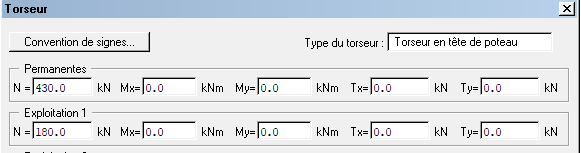 Torseur
Convention de signes...
Type du torseur : Torseur en tête de poteau
Permanentes
N = 430.0 kN Mx= 0.0 kNm My= 0.0 kNm Tx= 0.0 kN Ty= 0.0 kN
Exploitation 1
N = 180.0 kN Mx= 0.0 kNm My= 0.0 kNm Tx= 0.0 kN Ty= 0.0 kN